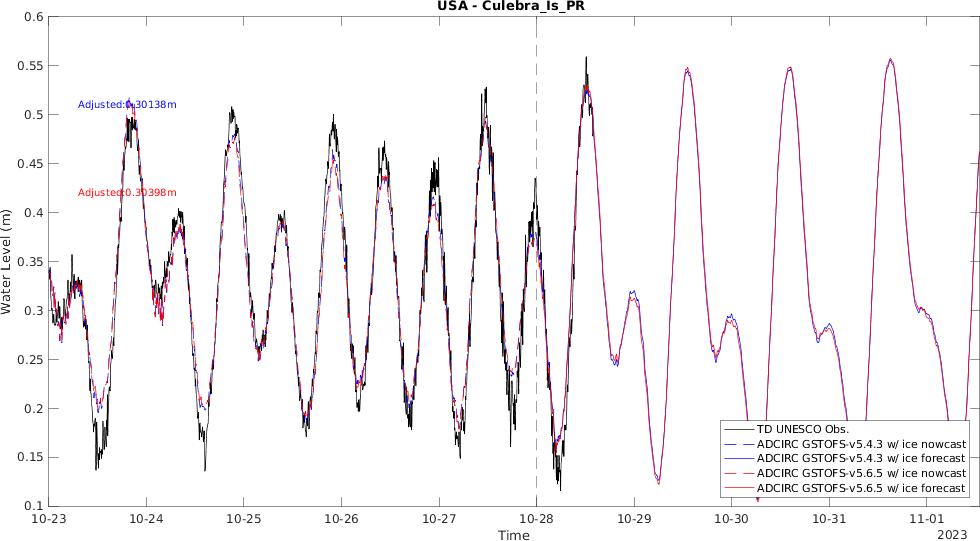 USA - Culebra_Is_PR
0.6
0.55
0.5
0.45
0.4
0.35
0.3
0.25
0.2
0.15
0.1
Water Level (m)
Adjusted:0.30138m
Adjusted:0.30398m
TD UNESCO Obs.
ADCIRC GSTOFS-v5.4.3 w/ ice nowcast
ADCIRC GSTOFS-v5.4.3 w/ ice forecast
ADCIRC GSTOFS-v5.6.5 w/ ice nowcast
ADCIRC GSTOFS-v5.6.5 w/ ice forecast
10-23 10-24 10-25 10-26 10-27 10-28 10-29 10-30 10-31 11-01
Time
2023